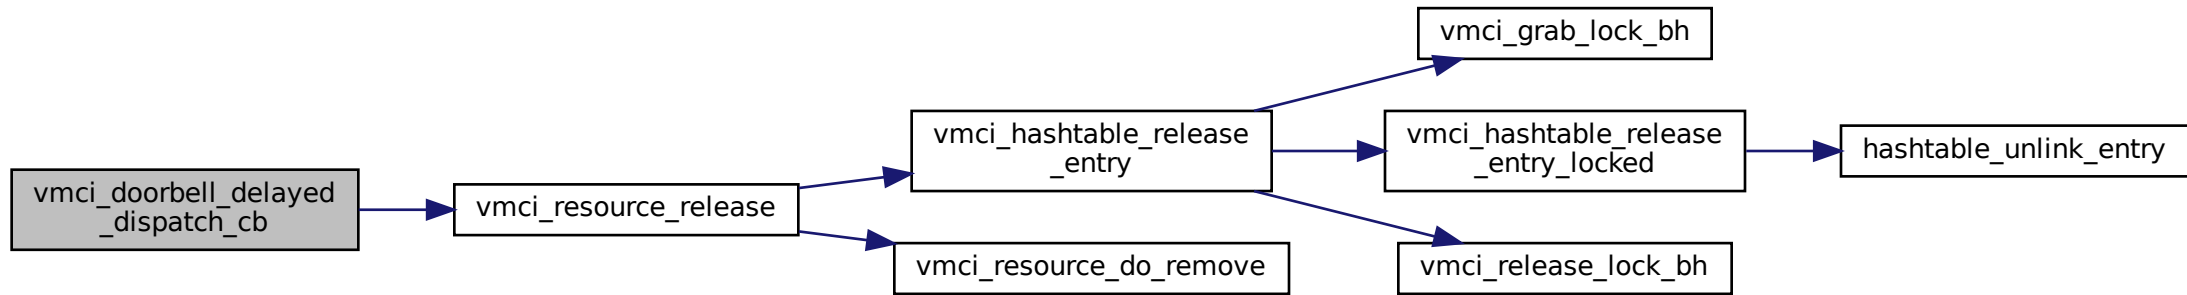 vmci_doorbell_delayed
_dispatch_cb
vmci_resource_release
vmci_hashtable_release
_entry
vmci_resource_do_remove
vmci_grab_lock_bh
vmci_hashtable_release
_entry_locked
vmci_release_lock_bh
hashtable_unlink_entry